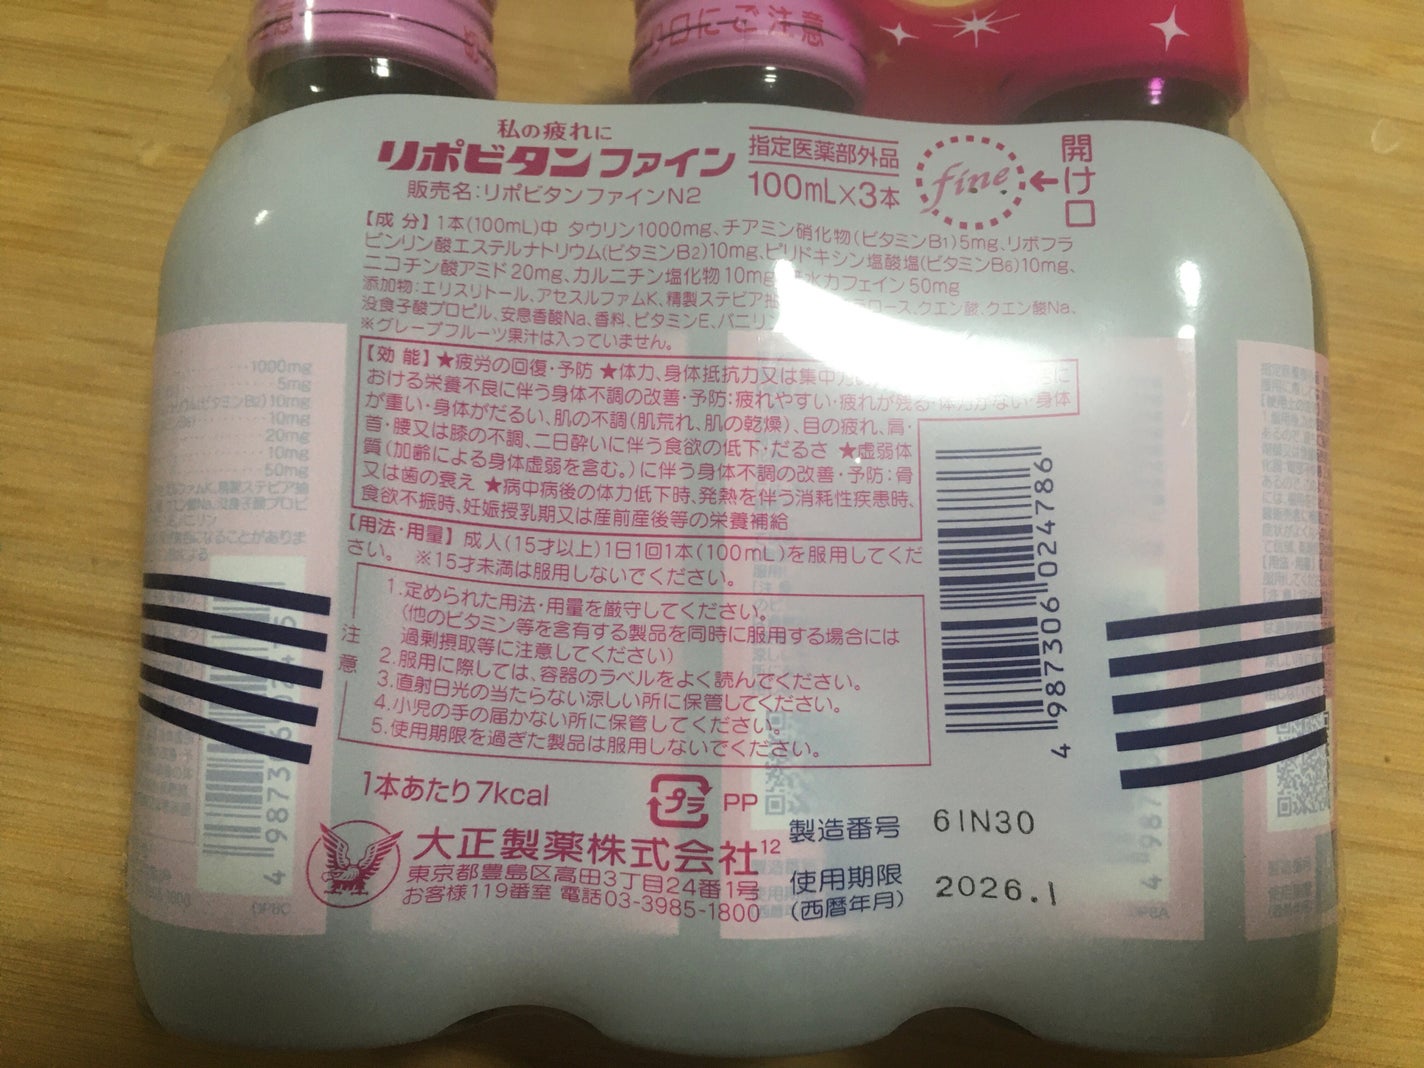 私の疲れに
リポビタンファイン
販売名:リポビタンファインN2
指定医薬部外品
100mL×3本
fine
←開け口
【成 分】1本(100mL)中 タウリン1000mg、チアミン硝化物(ビタミンB1)5mg、リボフラ
ビンリン酸エステルナトリウム(ビタミンB2)10mg、ピリドキシン塩酸塩(ビタミンB6)10mg、
ニコチン酸アミド20mg、カルニチン塩化物10mg、 水カフェイン50mg
添加物:エリスリトール、アセスルファムK、精製ステビア抽 ラロース、クエン酸、クエン酸Na、
没食子酸プロピル、安息香酸Na、香料、ビタミンE、バニリン
※グレープフルーツ果汁は入っていません。
【効 能】★疲労の回復・予防 ★体力、身体抵抗力又は集中力の
おける栄養不良に伴う身体不調の改善・予防:疲れやすい・疲れが残る・体力がない・身体
が重い・身体がだるい、肌の不調(肌荒れ、肌の乾燥)、目の疲れ、肩・
首・腰又は膝の不調、二日酔いに伴う食欲の低下・だるさ ★虚弱体
質(加齢による身体虚弱を含む。)に伴う身体不調の改善・予防:骨
又は歯の衰え ★病中病後の体力低下時、発熱を伴う消耗性疾患時、
食欲不振時、妊娠授乳期又は産前産後等の栄養補給
【用法・用量】成人(15才以上)1日1回1本(100mL)を服用してくだ
さい。 ※15才未満は服用しないでください。
注意
1.定められた用法・用量を厳守してください。
(他のビタミン等を含有する製品を同時に服用する場合には
過剰摂取等に注意してください)
2.服用に際しては、容器のラベルをよく読んでください。
3.直射日光の当たらない涼しい所に保管してください。
4.小児の手の届かない所に保管してください。
5.使用期限を過ぎた製品は服用しないでください。
4 987306 024786
1本あたり7kcal
プラ PP
大正製薬株式会社12
東京都豊島区高田3丁目24番1号
お客様119番室 電話03-3985-1800
製造番号 6IN30
使用期限 2026.1
(西暦年月)
1000mg
5mg
10mg
10mg
20mg
10mg
50mg